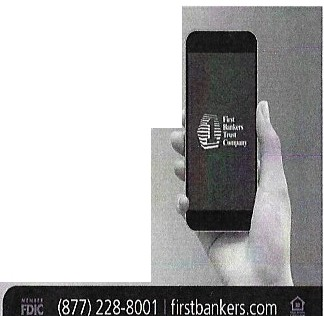 First
Bankers
Trust
Company
MEMBER
FDIC (877) 228-8001 | firstbankers.com